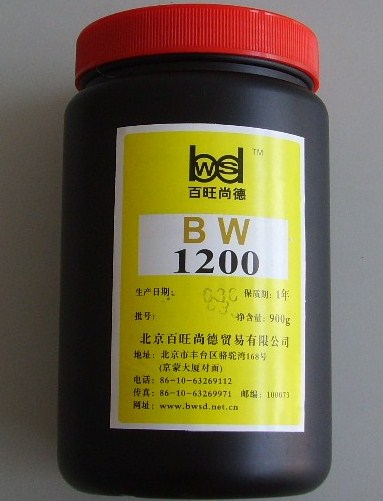 bwsd TM
百旺尚德
BW
1200
生产日期: 保质期: 1年
批号: 净含量: 900g
北京百旺尚德贸易有限公司
地址: 北京市丰台区骆驼湾168号
(京蒙大厦对面)
电话: 86-10-63269112
传真: 86-10-63269971 邮编: 100073
网址: www.bwsd.net.cn